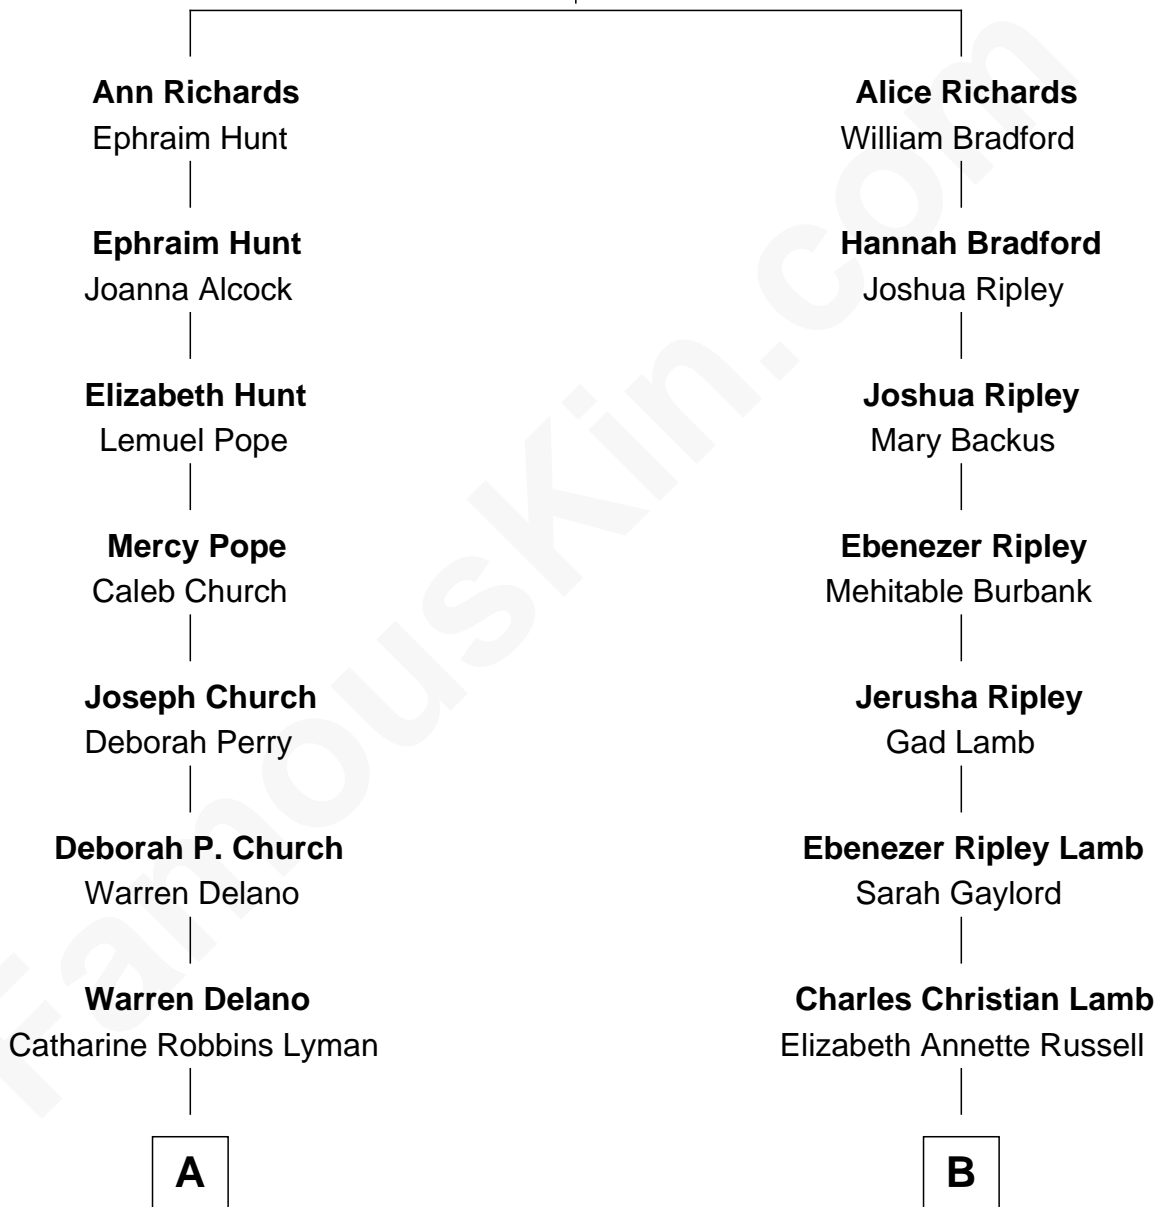 Ann Richards
Ephraim Hunt
Alice Richards
William Bradford
Ephraim Hunt
Joanna Alcock
Hannah Bradford
Joshua Ripley
Elizabeth Hunt
Lemuel Pope
Joshua Ripley
Mary Backus
Mercy Pope
Caleb Church
Ebenezer Ripley
Mehitable Burbank
Joseph Church
Deborah Perry
Jerusha Ripley
Gad Lamb
Deborah P. Church
Warren Delano
Ebenezer Ripley Lamb
Sarah Gaylord
Warren Delano
Catharine Robbins Lyman
Charles Christian Lamb
Elizabeth Annette Russell
A
B
FamousKin.com